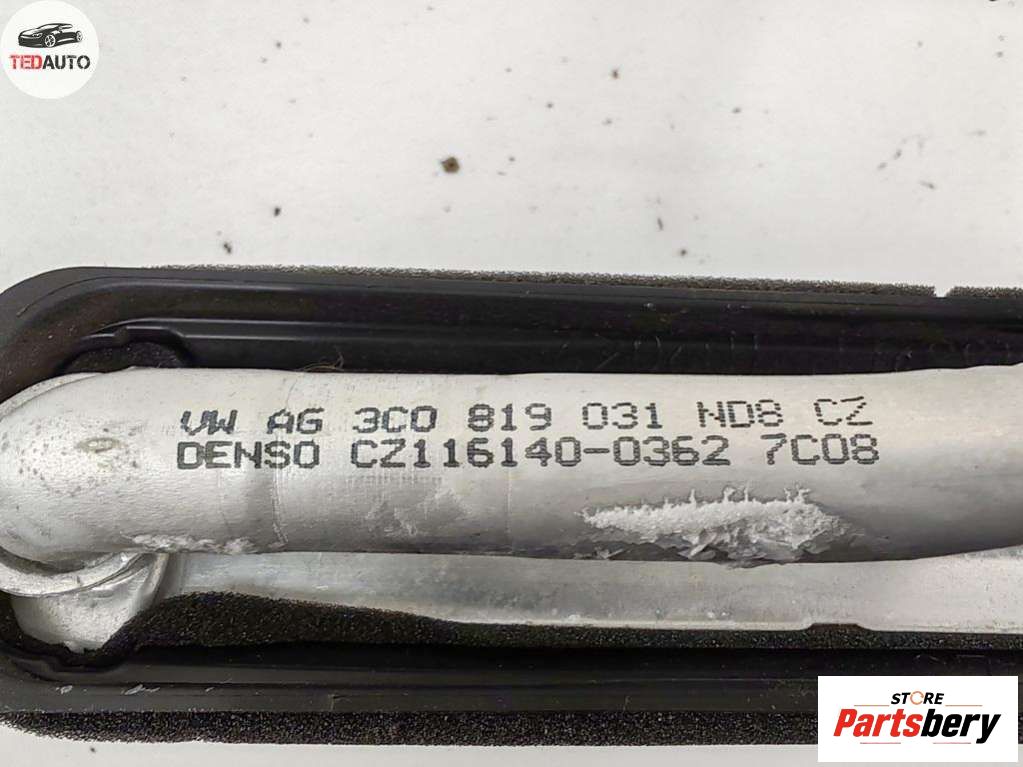 TEDAUTO
VW AG 3C0 819 031 ND8 CZ
DENSO CZ116140-0362 7C08
STORE
Partsbery